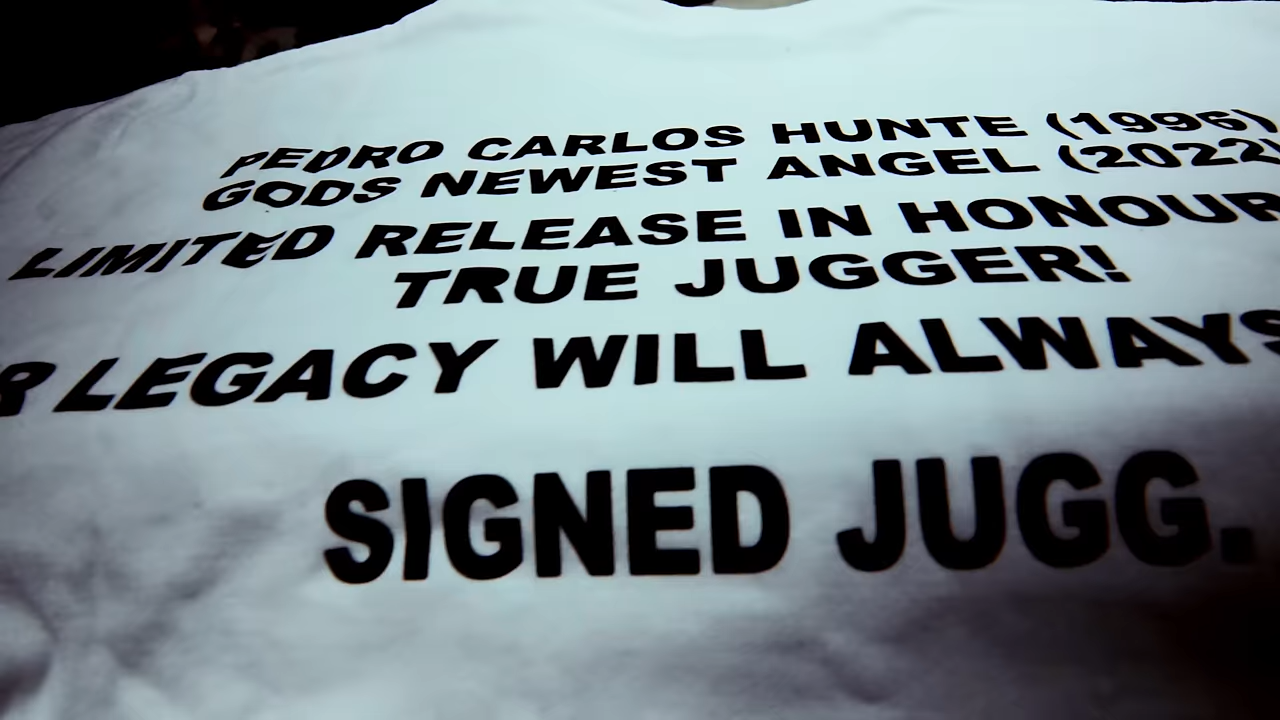 PEDRO CARLOS HUNTE (1996)
GODS NEWEST ANGEL (2022)
LIMITED RELEASE IN HONOUR
TRUE JUGGER!
LEGACY WILL ALWAYS
SIGNED JUGG.